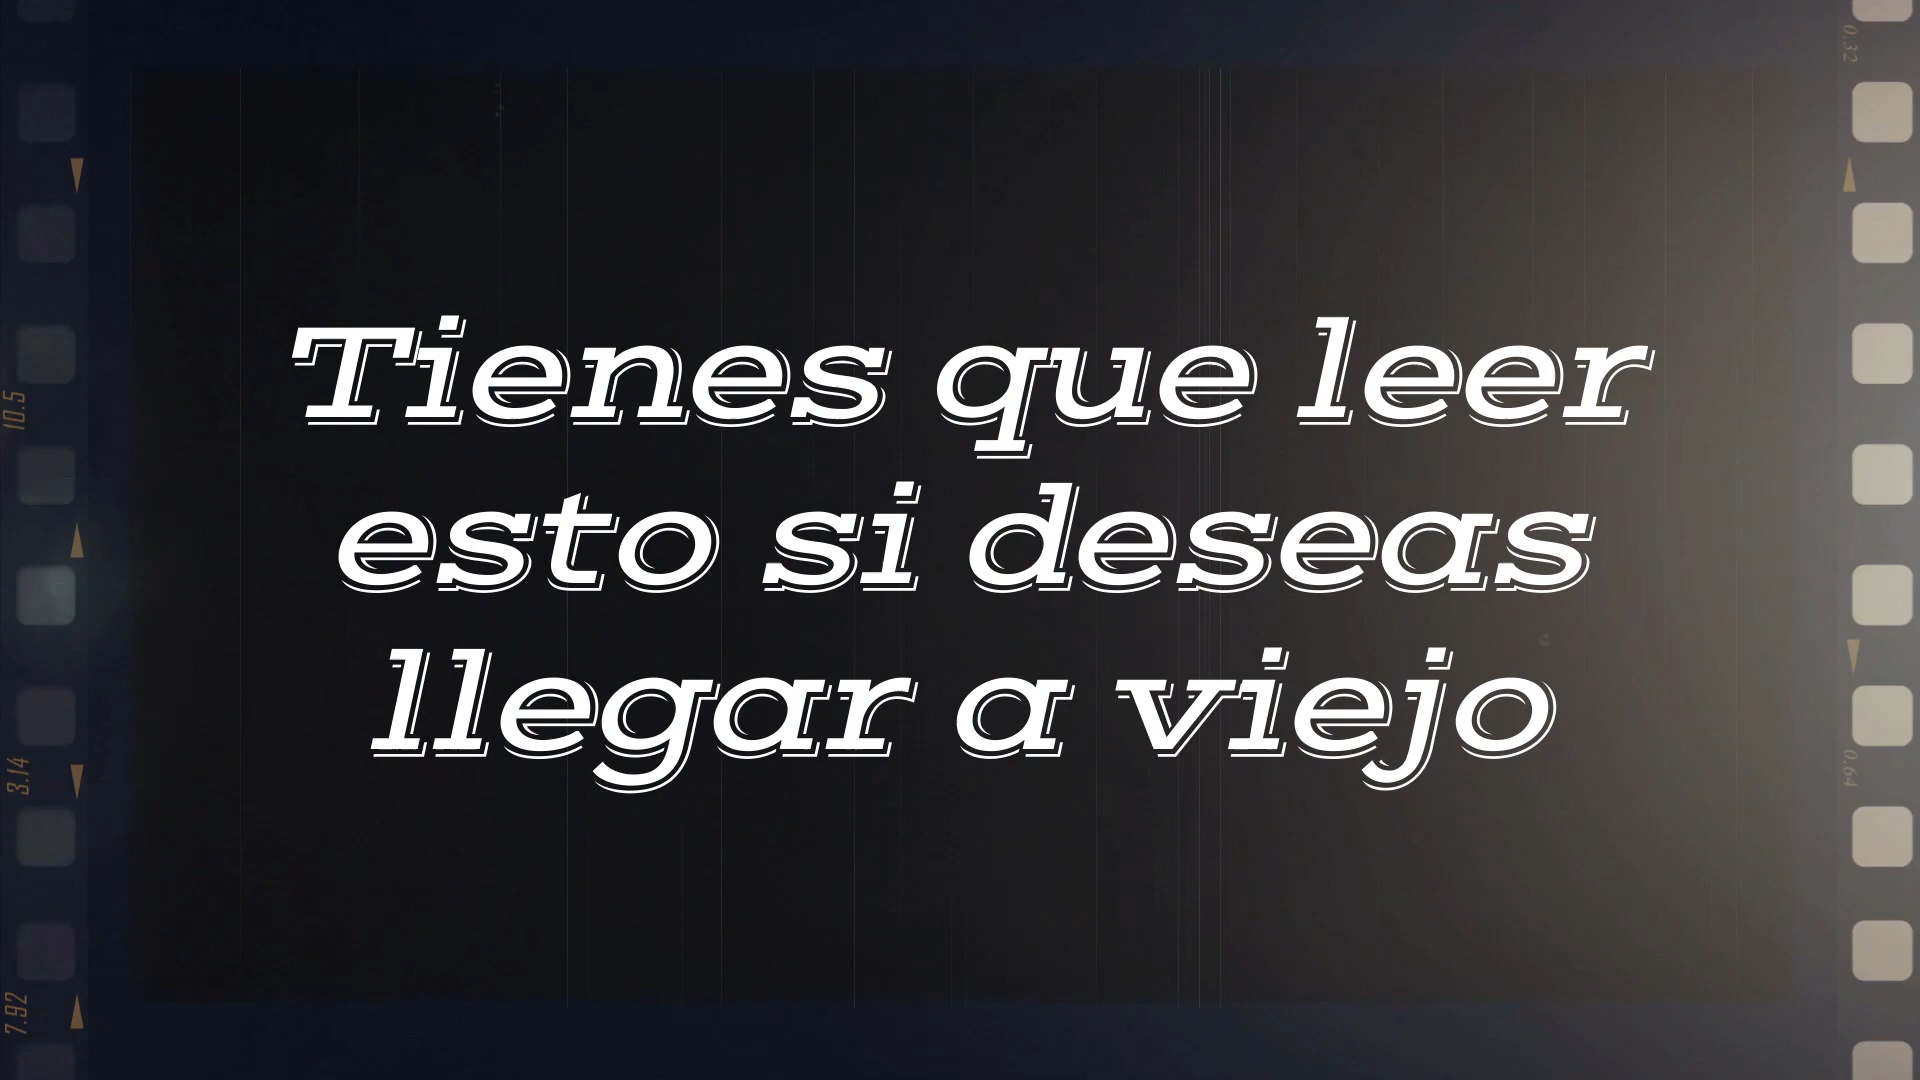 Tienes que leer
esto si deseas
llegar a viejo
10.5
3.14
7.92
0.32
0.64